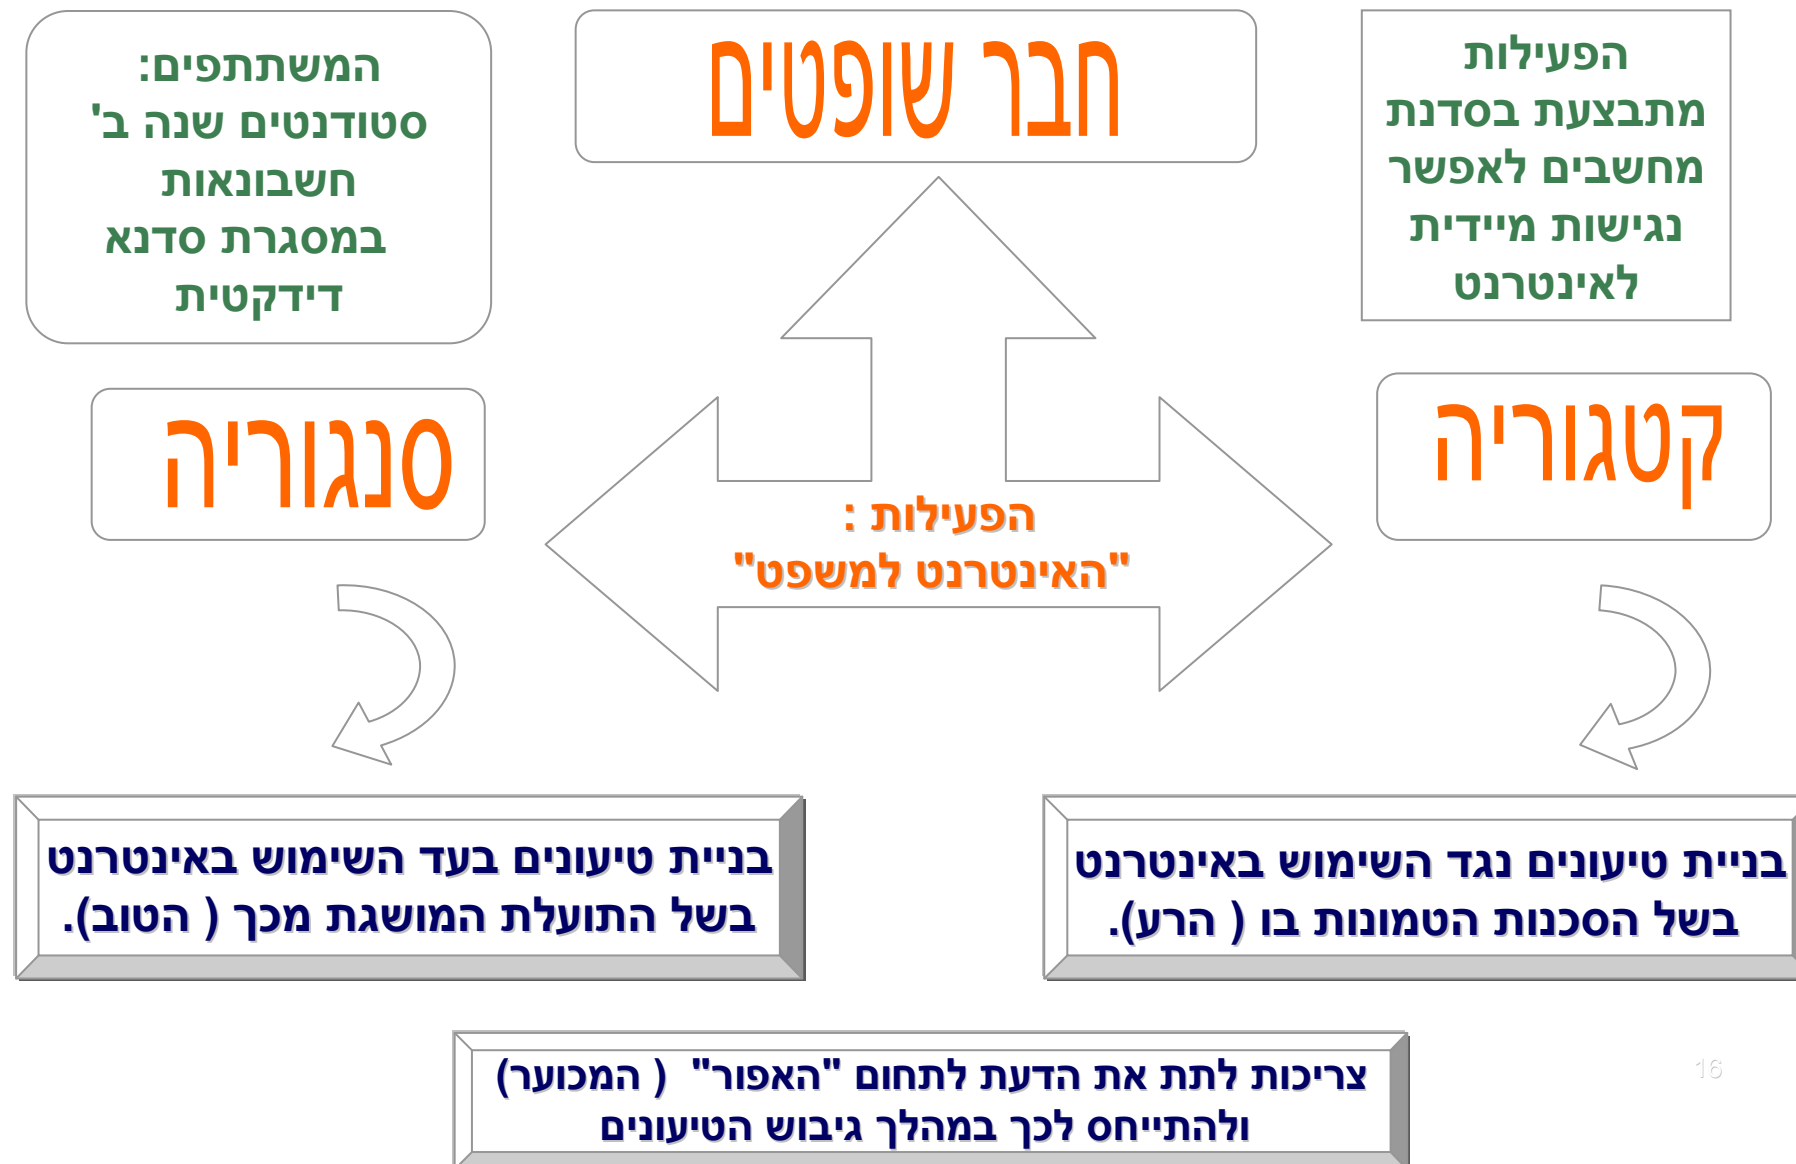 הפעילות
מתבצעת בסדנת
מחשבים לאפשר
נגישות מיידית
לאינטרנט
חבר שופטים
המשתתפים:
סטודנטים שנה ב'
חשבונאות
במסגרת סדנא
דידקטית
קטגוריה
סנגוריה
הפעילות :
"האינטרנט למשפט"
בניית טיעונים נגד השימוש באינטרנט
בשל הסכנות הטמונות בו ( הרע).
בניית טיעונים בעד השימוש באינטרנט
בשל התועלת המושגת מכך ( הטוב).
צריכות לתת את הדעת לתחום "האפור" ( המכוער)
ולהתייחס לכך במהלך גיבוש הטיעונים
16